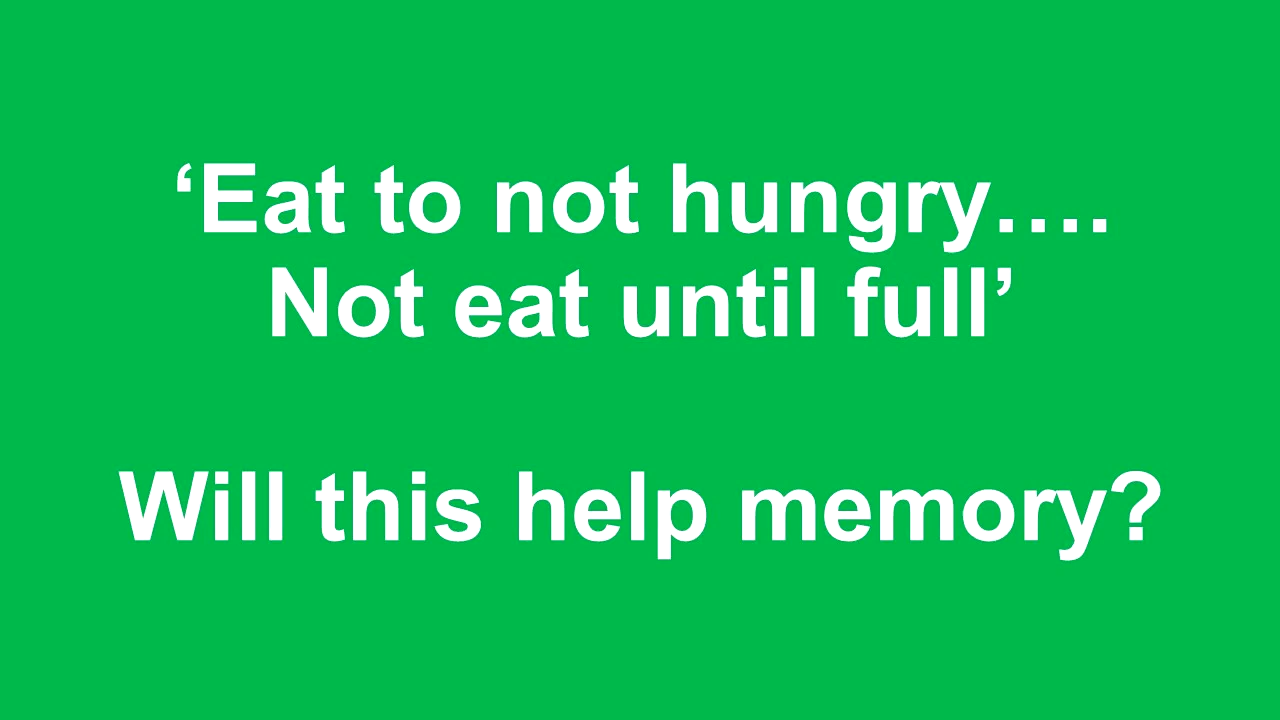 ‘Eat to not hungry….
Not eat until full’
Will this help memory?